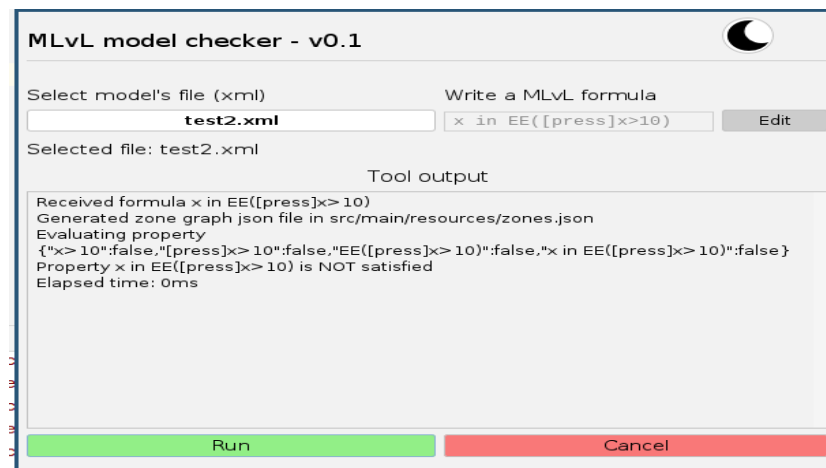 MLvL model checker - v0.1
Select model's file (xml)
Write a MLvL formula
test2.xml
x in EE([press]x>10)
Edit
Selected file: test2.xml
Tool output
Received formula x in EE([press]x>10)
Generated zone graph json file in src/main/resources/zones.json
Evaluating property
{"x>10":false,"[press]x>10":false,"EE([press]x>10)":false,"x in EE([press]x>10)":false}
Property x in EE([press]x>10) is NOT satisfied
Elapsed time: 0ms
Run
Cancel